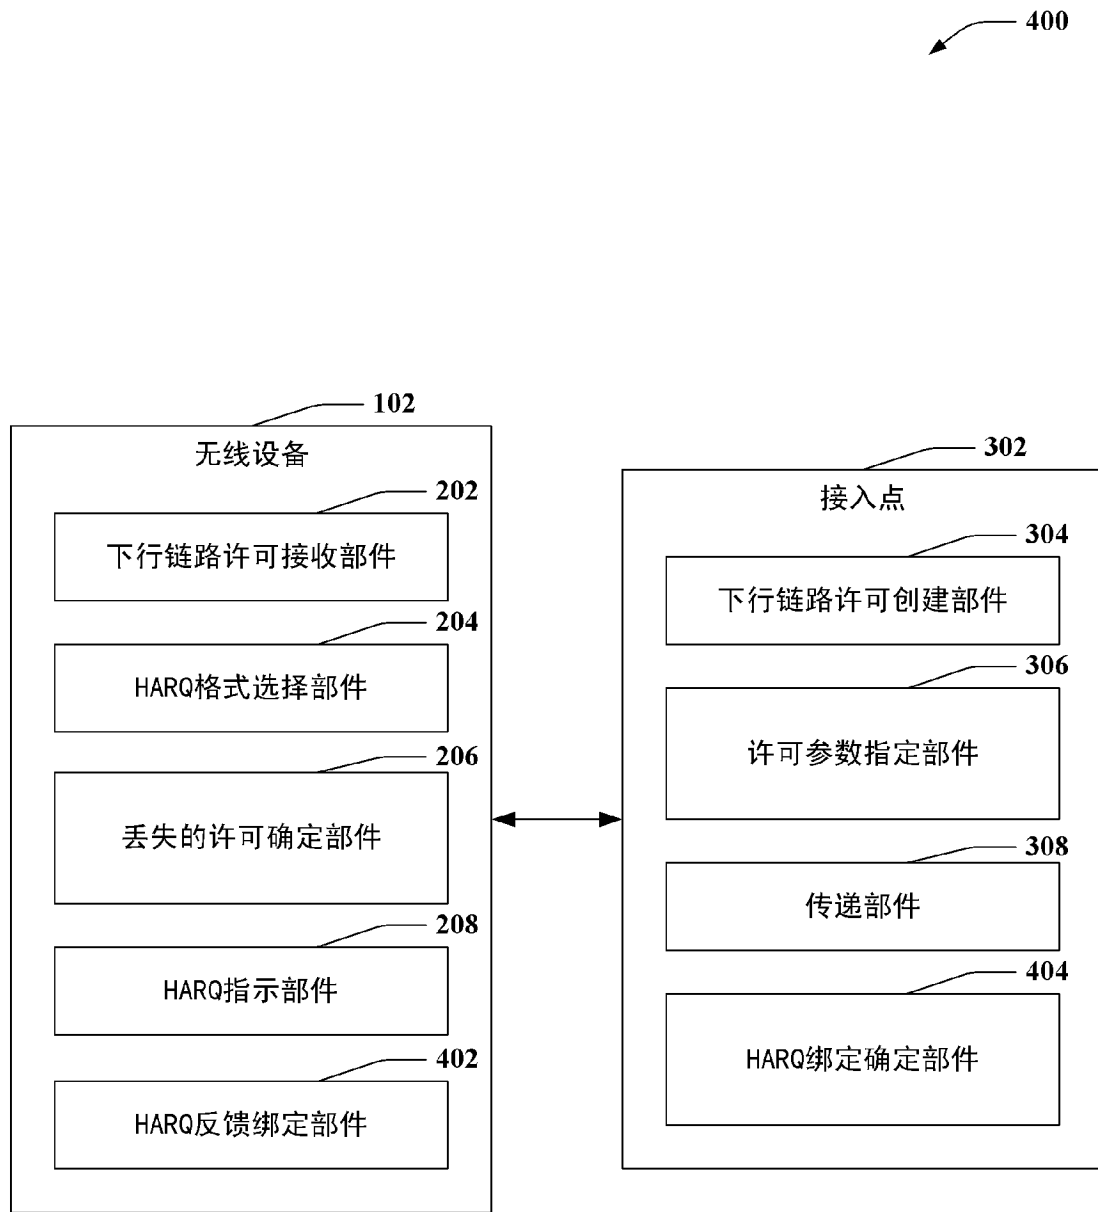 400
102
无线设备
202
下行链路许可接收部件
204
HARQ格式选择部件
206
丢失的许可确定部件
208
HARQ指示部件
402
HARQ反馈绑定部件
302
接入点
304
下行链路许可创建部件
306
许可参数指定部件
308
传递部件
404
HARQ绑定确定部件